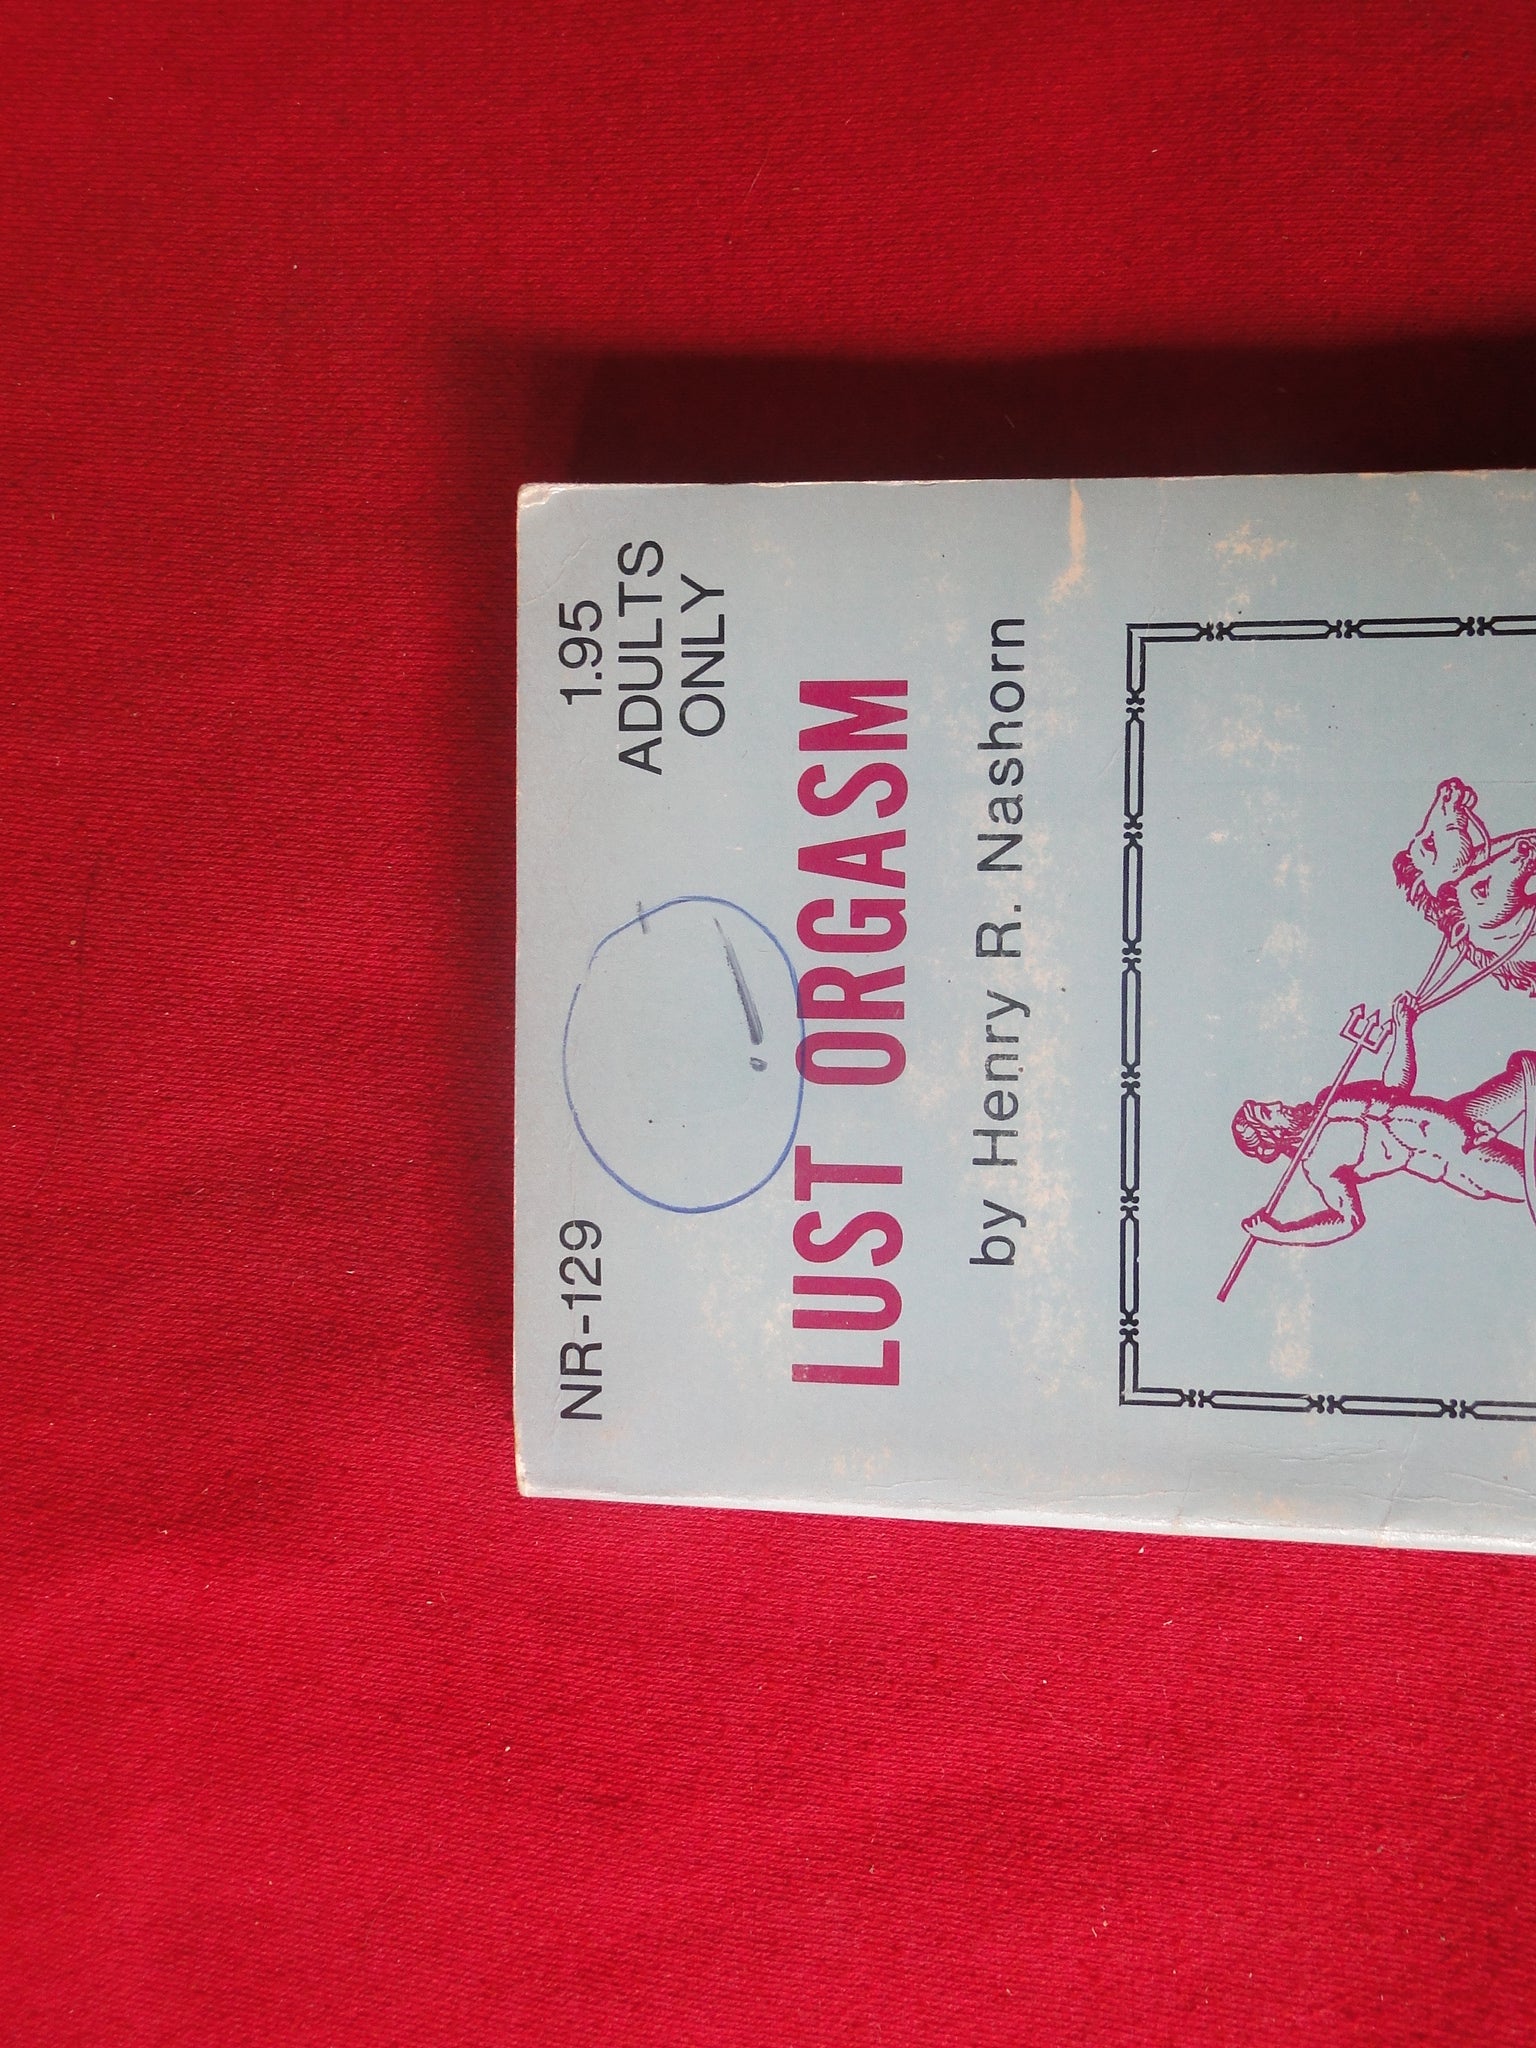 NR-129 1.95
ADULTS
ONLY
!
LUST ORGASM
by Henry R. Nashorn